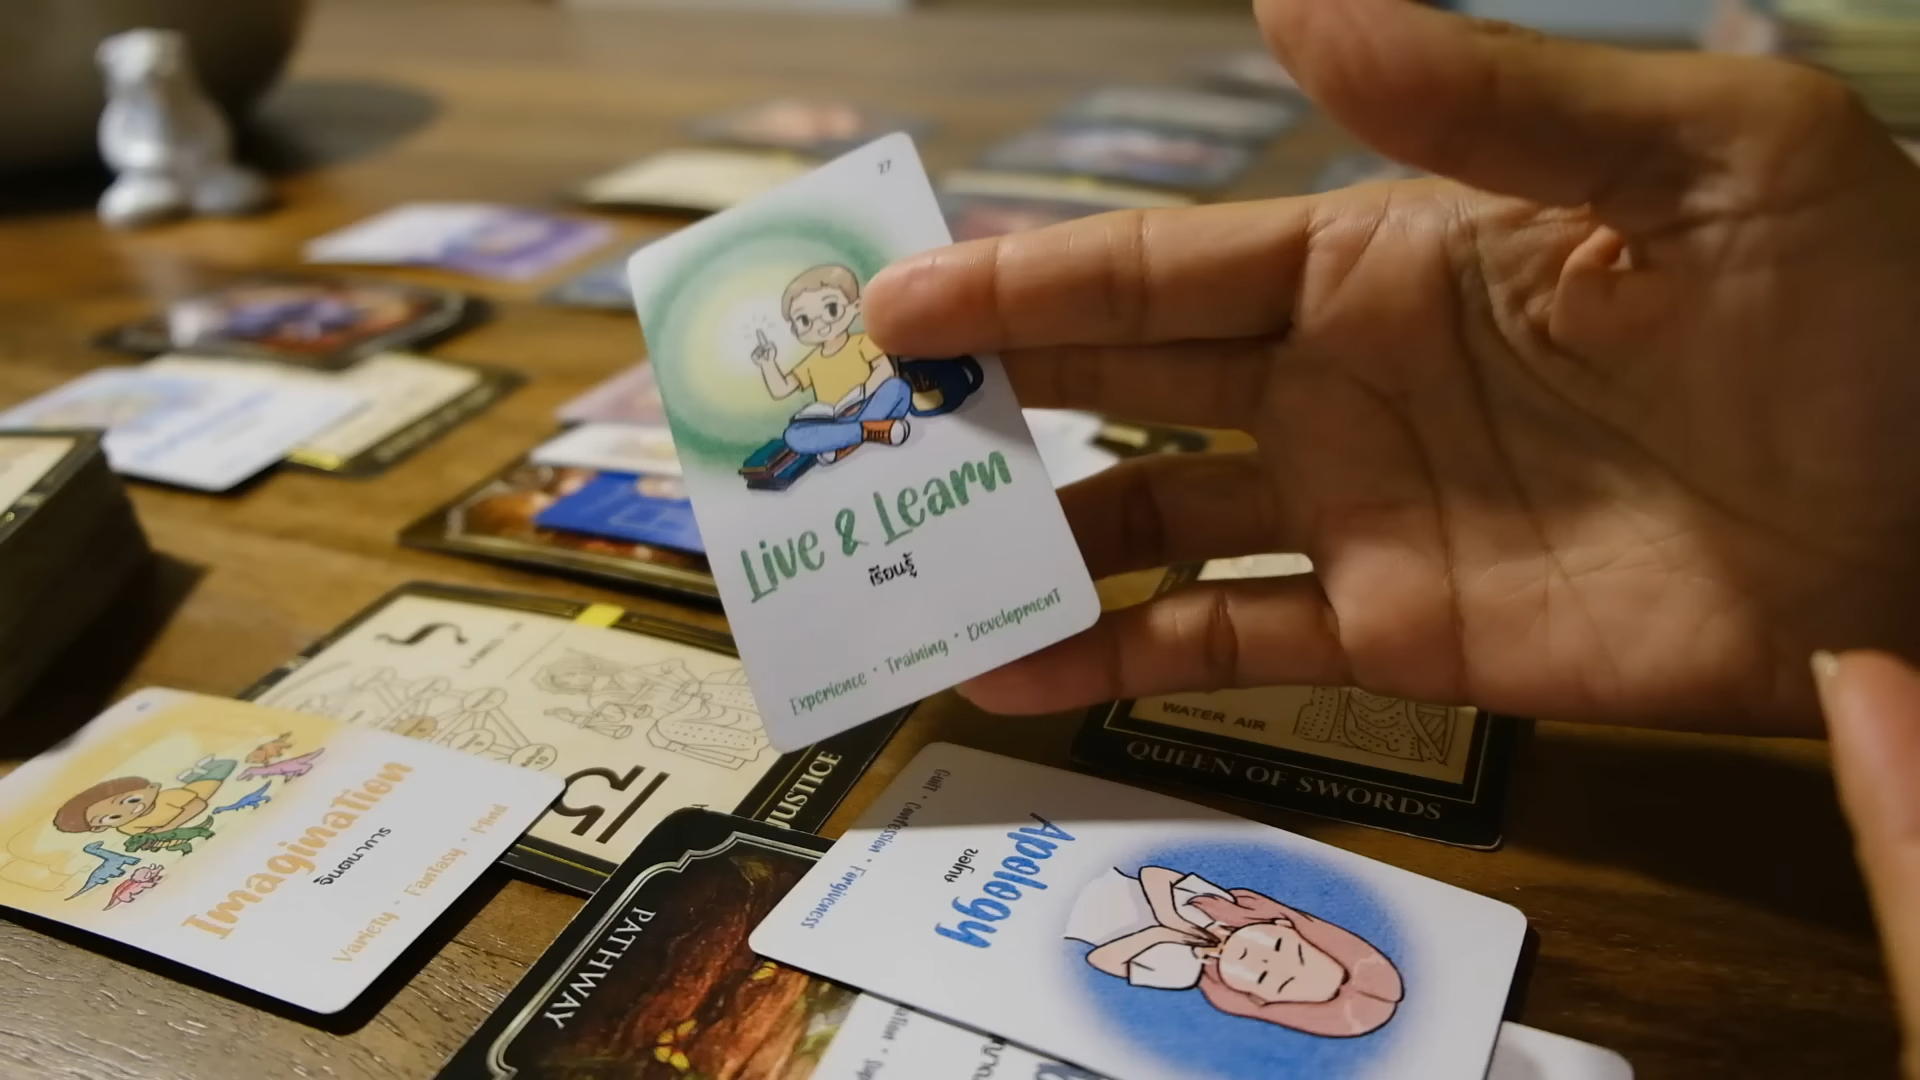 27
Live & Learn
เรียนรู้
Experience • Training • Development
Imagination
จินตนาการ
Variety • Fantasy • Mind
JUSTICE
PATHWAY
Apology
ขอโทษ
Guilt • Confession • Forgiveness
WATER AIR
QUEEN OF SWORDS